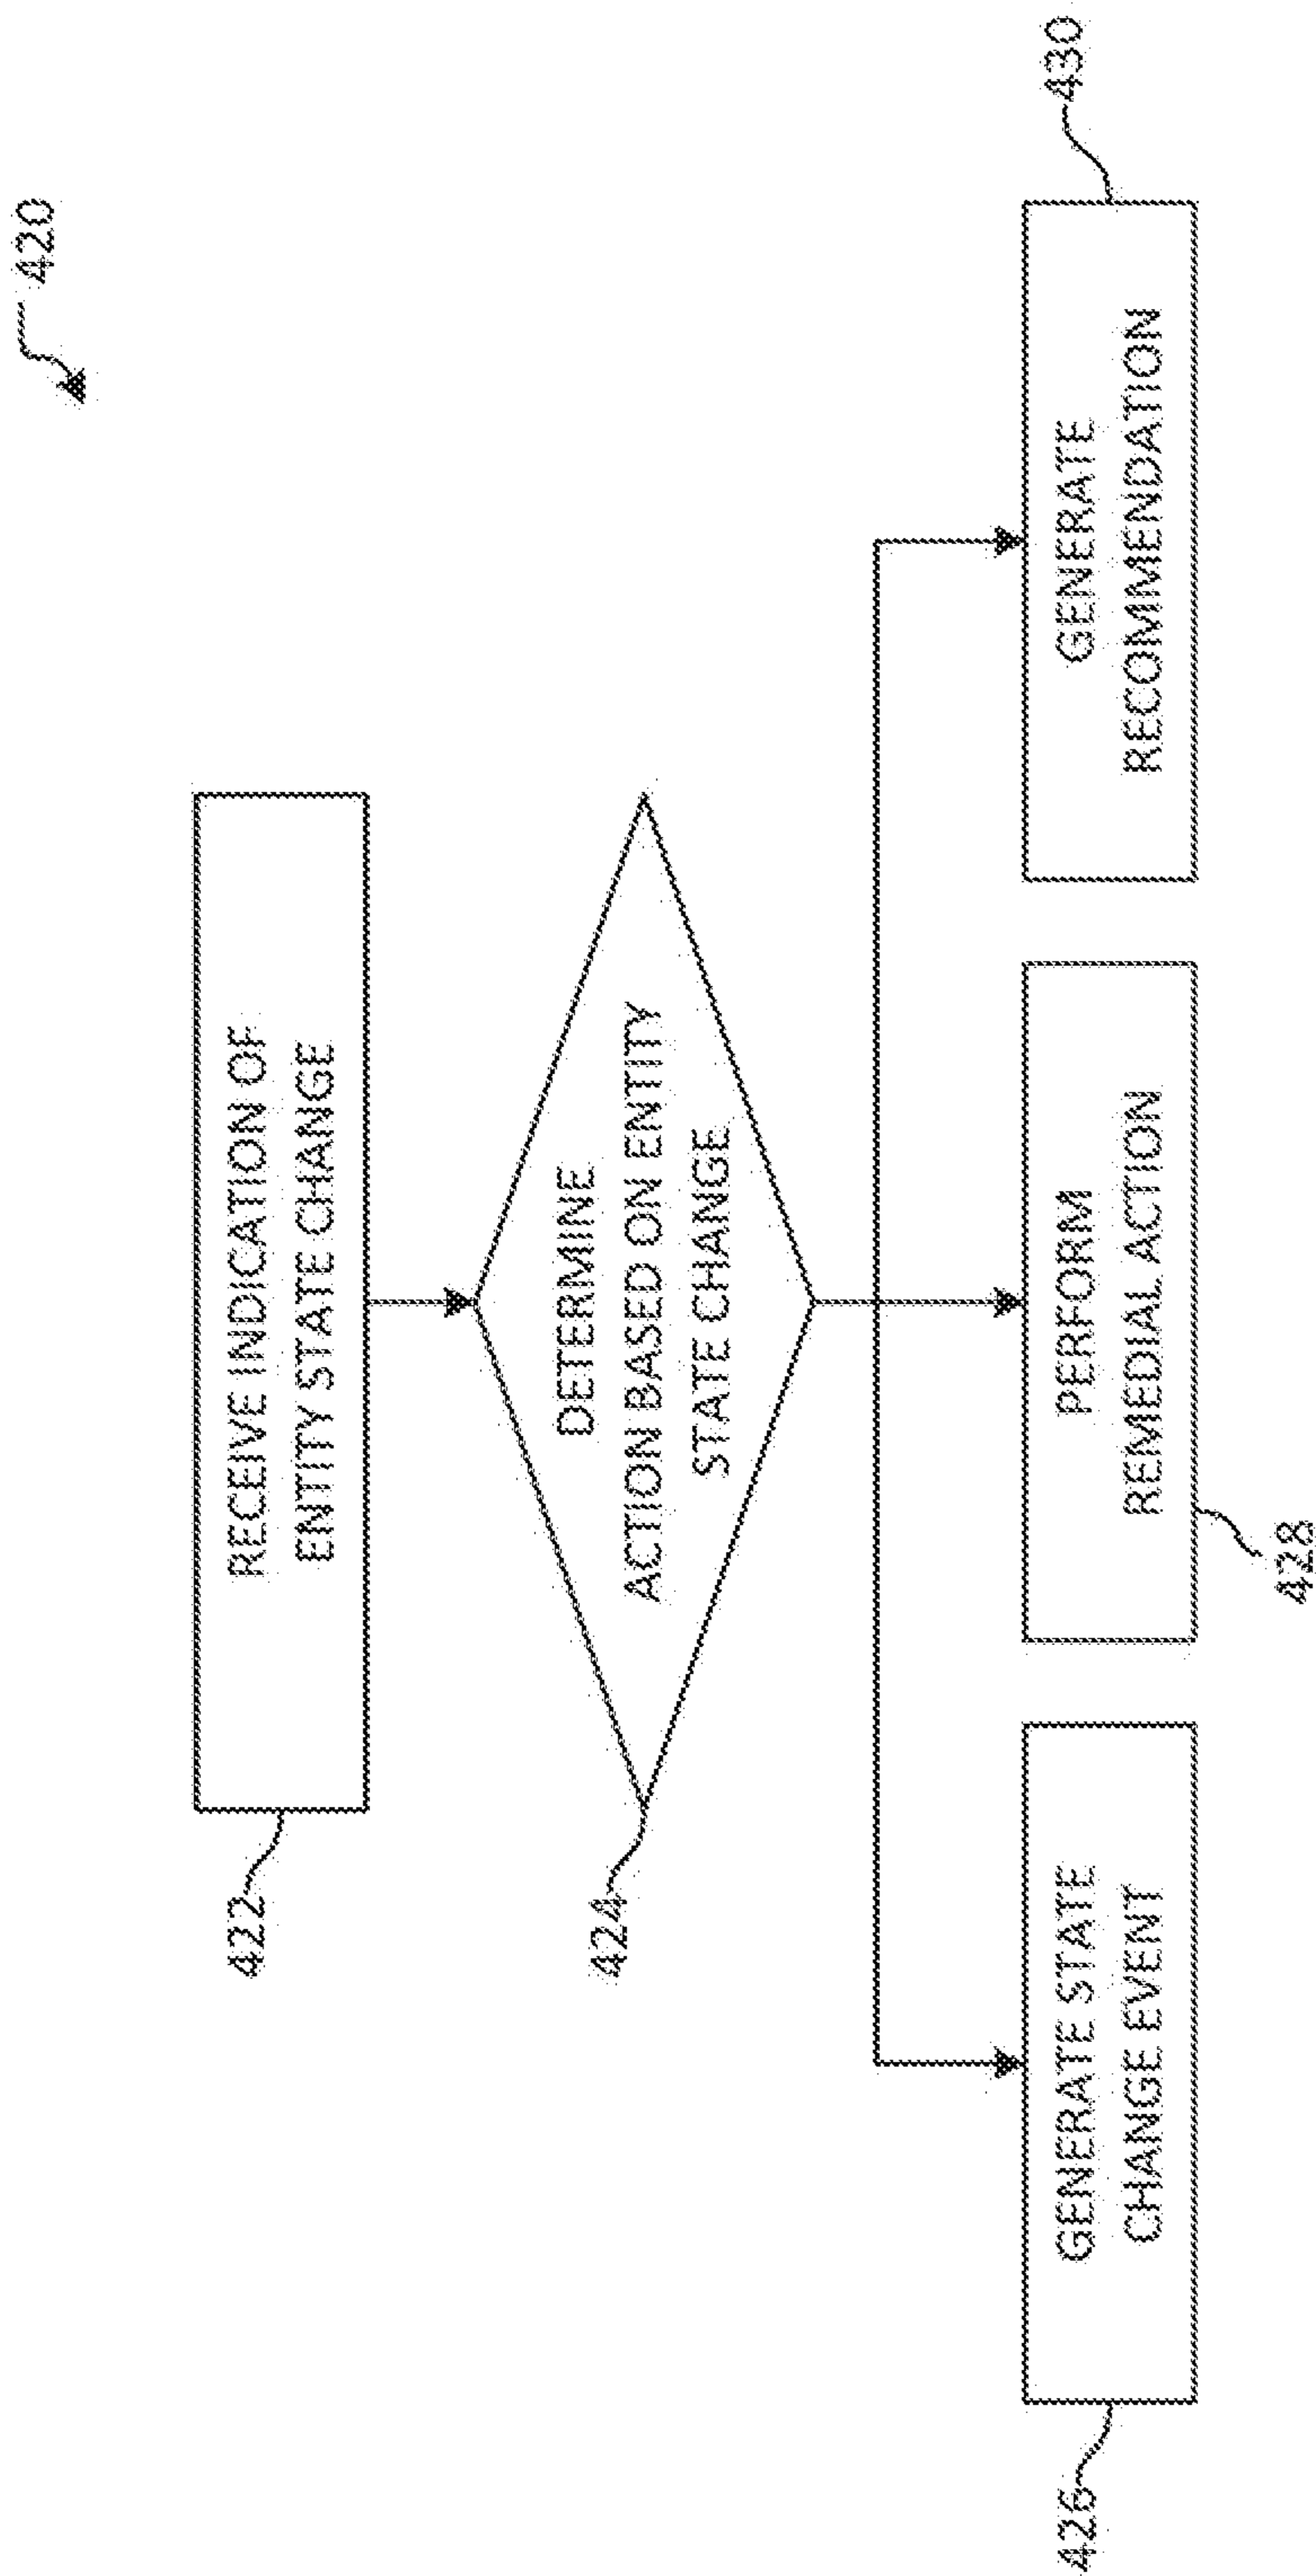 420
422
RECEIVE INDICATION OF
ENTITY STATE CHANGE
424
DETERMINE
ACTION BASED ON ENTITY
STATE CHANGE
426
GENERATE STATE
CHANGE EVENT
PERFORM
REMEDIAL ACTION
428
GENERATE
RECOMMENDATION
430